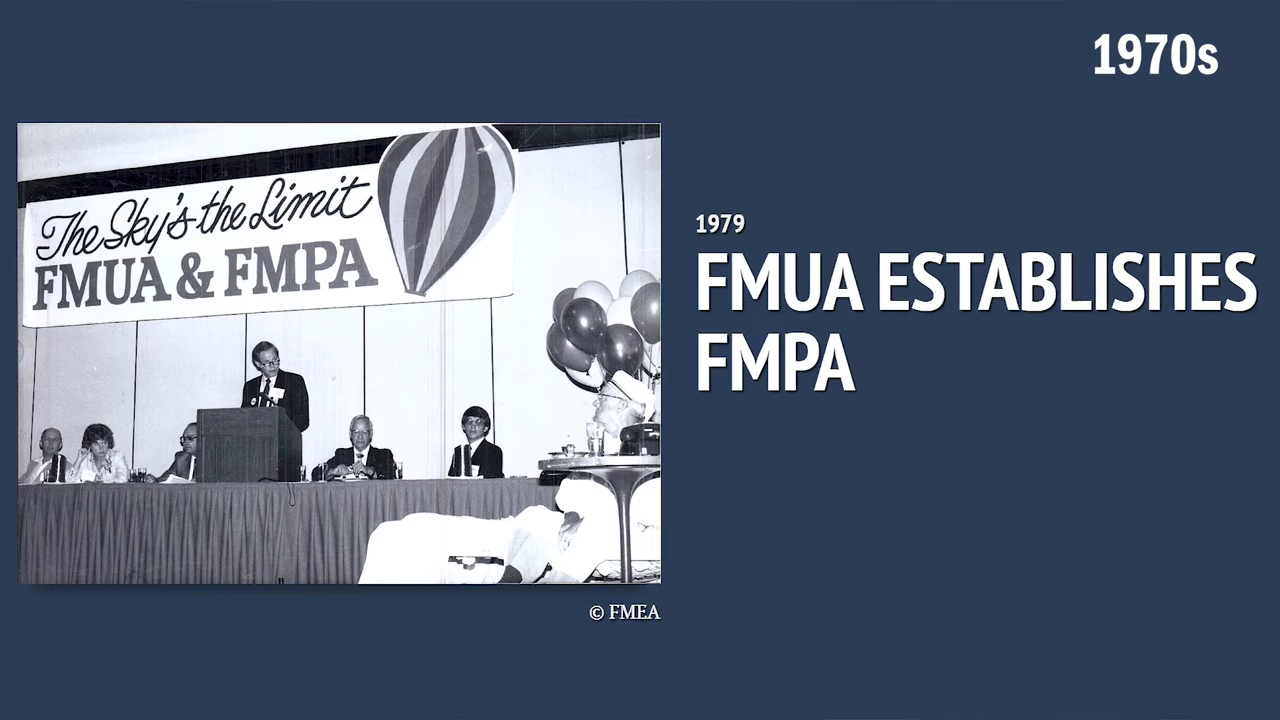 1970s
The Sky's the Limit
FMUA & FMPA
1979
FMUA ESTABLISHES
FMPA
© FMEA